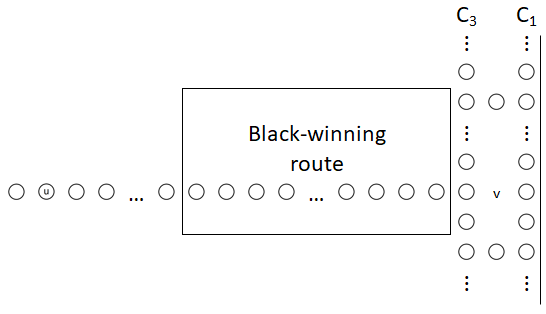 C₃ C₁
Black-winning
route
u ... ... v